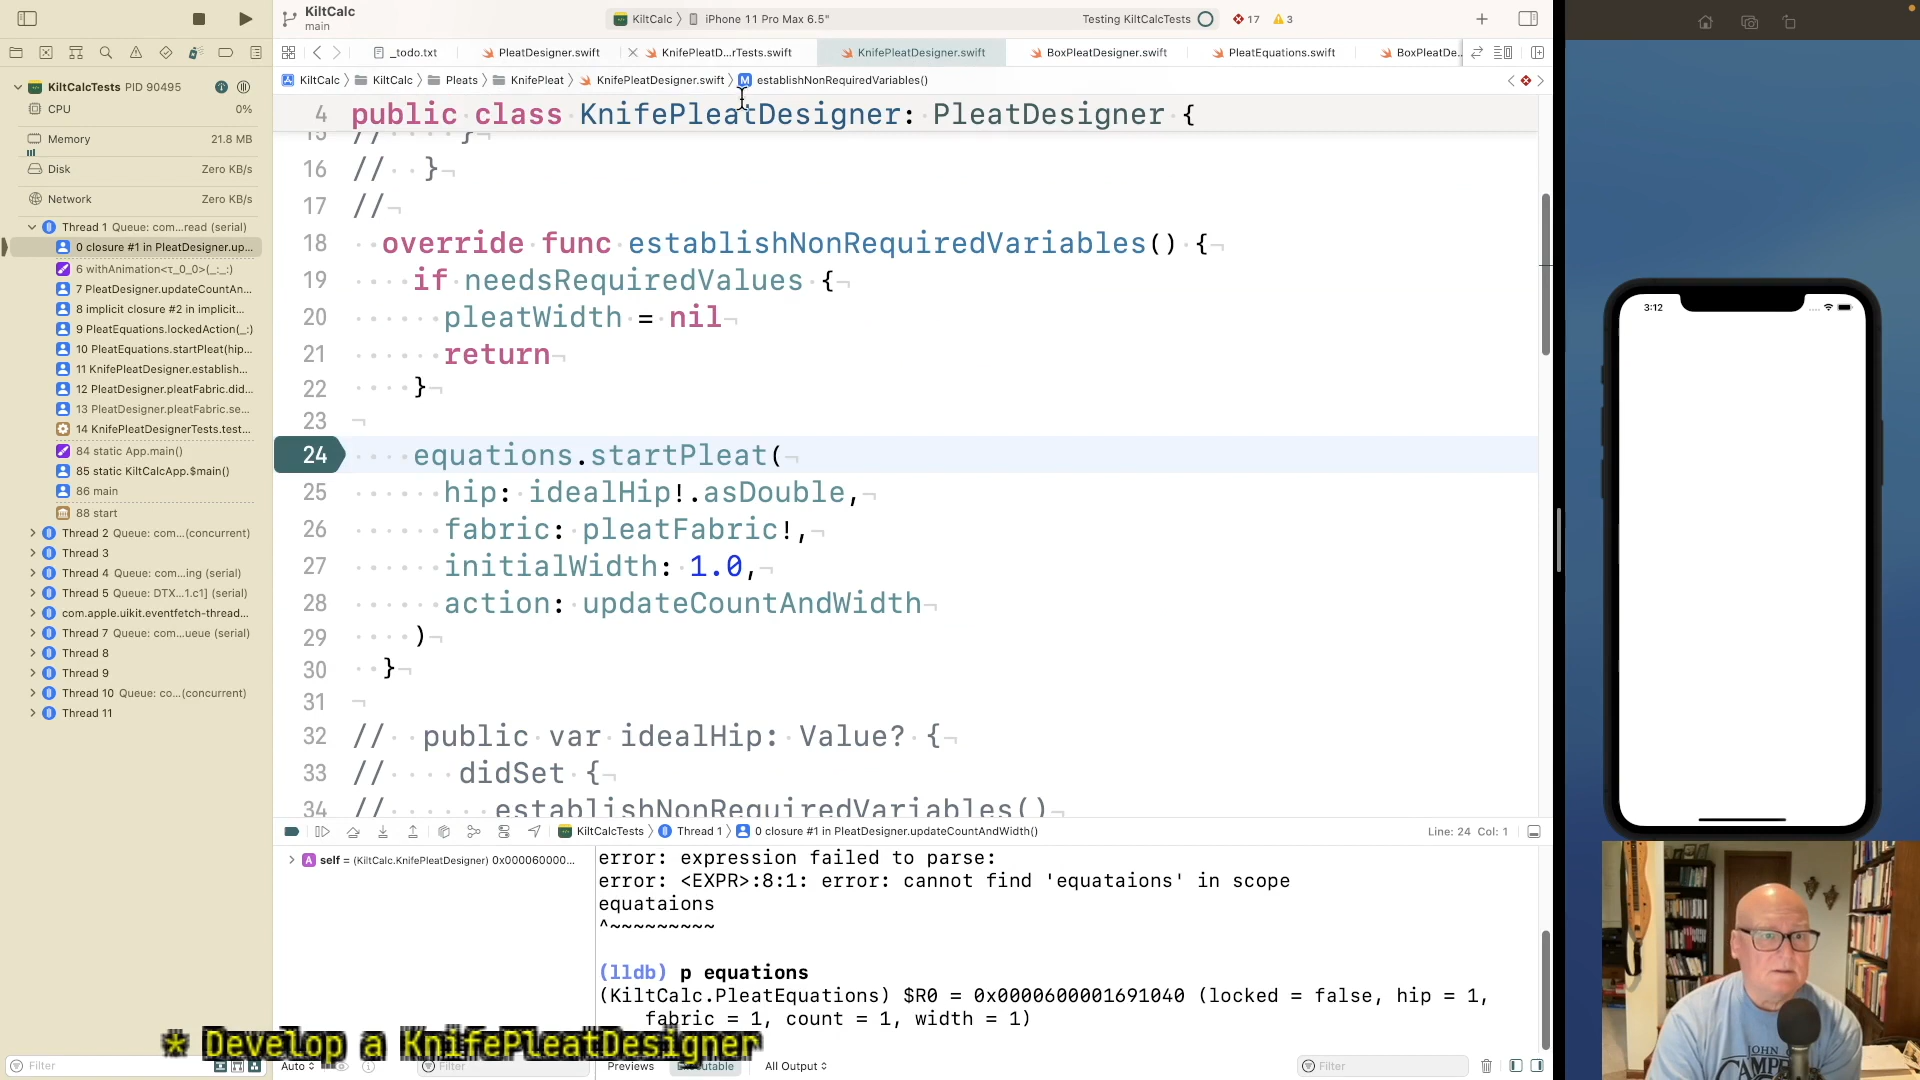 KiltCalc
main
KiltCalc
iPhone 11 Pro Max 6.5"
Testing KiltCalcTests
17
3
_todo.txt
PleatDesigner.swift
KnifePleatD...rTests.swift
KnifePleatDesigner.swift
BoxPleatDesigner.swift
PleatEquations.swift
BoxPleatDe...
KiltCalc
KiltCalc
Pleats
KnifePleat
KnifePleatDesigner.swift
M
establishNonRequiredVariables()
KiltCalcTests PID 90495
CPU 0%
Memory 21.8 MB
Disk Zero KB/s
Network Zero KB/s
Thread 1 Queue: com...read (serial)
0 closure #1 in PleatDesigner.up...
6 withAnimation<τ_0_0>(_:_:)
7 PleatDesigner.updateCountAn...
8 implicit closure #2 in implicit...
9 PleatEquations.lockedAction(_:)
10 PleatEquations.startPleat(hip...
11 KnifePleatDesigner.establish...
12 PleatDesigner.pleatFabric.did...
13 PleatDesigner.pleatFabric.se...
14 KnifePleatDesignerTests.test...
84 static App.main()
85 static KiltCalcApp.$main()
86 main
88 start
Thread 2 Queue: com...(concurrent)
Thread 3
Thread 4 Queue: com...ing (serial)
Thread 5 Queue: DTX...1.c1] (serial)
com.apple.uikit.eventfetch-thread...
Thread 7 Queue: com...ueue (serial)
Thread 8
Thread 9
Thread 10 Queue: co...(concurrent)
Thread 11
4 public class KnifePleatDesigner: PleatDesigner {
15 // }
16 // }
17 //
18 override func establishNonRequiredVariables() {
19 if needsRequiredValues {
20 pleatWidth = nil
21 return
22 }
23
24 equations.startPleat(
25 hip: idealHip!.asDouble,
26 fabric: pleatFabric!,
27 initialWidth: 1.0,
28 action: updateCountAndWidth
29 )
30 }
31
32 // public var idealHip: Value? {
33 // didSet {
34 // establishNonRequiredVariables()
KiltCalcTests
Thread 1
0 closure #1 in PleatDesigner.updateCountAndWidth()
Line: 24 Col: 1
A self = (KiltCalc.KnifePleatDesigner) 0x000060000...
error: expression failed to parse:
error: <EXPR>:8:1: error: cannot find 'equataions' in scope
equataions
^~~~~~~~~~
(lldb) p equations
(KiltCalc.PleatEquations) $R0 = 0x0000600001691040 (locked = false, hip = 1,
fabric = 1, count = 1, width = 1)
* Develop a KnifePleatDesigner
Filter
Auto
Filter
Previews
Executable
All Output
Filter
3:12
JOHN C
CAMP